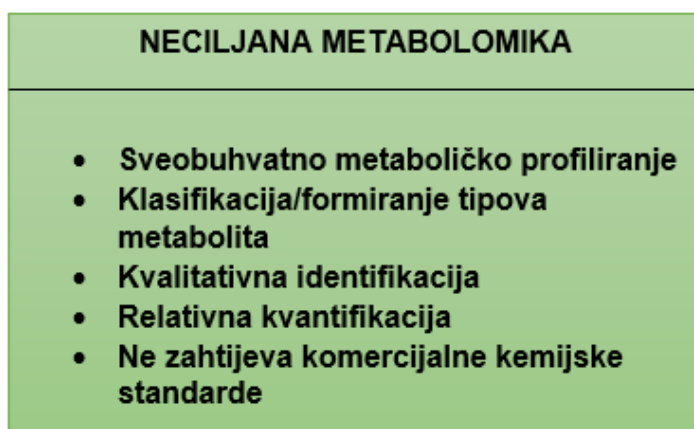 NECILJANA METABOLOMIKA
• Sveobuhvatno metaboličko profiliranje
• Klasifikacija/formiranje tipova
metabolita
• Kvalitativna identifikacija
• Relativna kvantifikacija
• Ne zahtijeva komercijalne kemijske
standarde